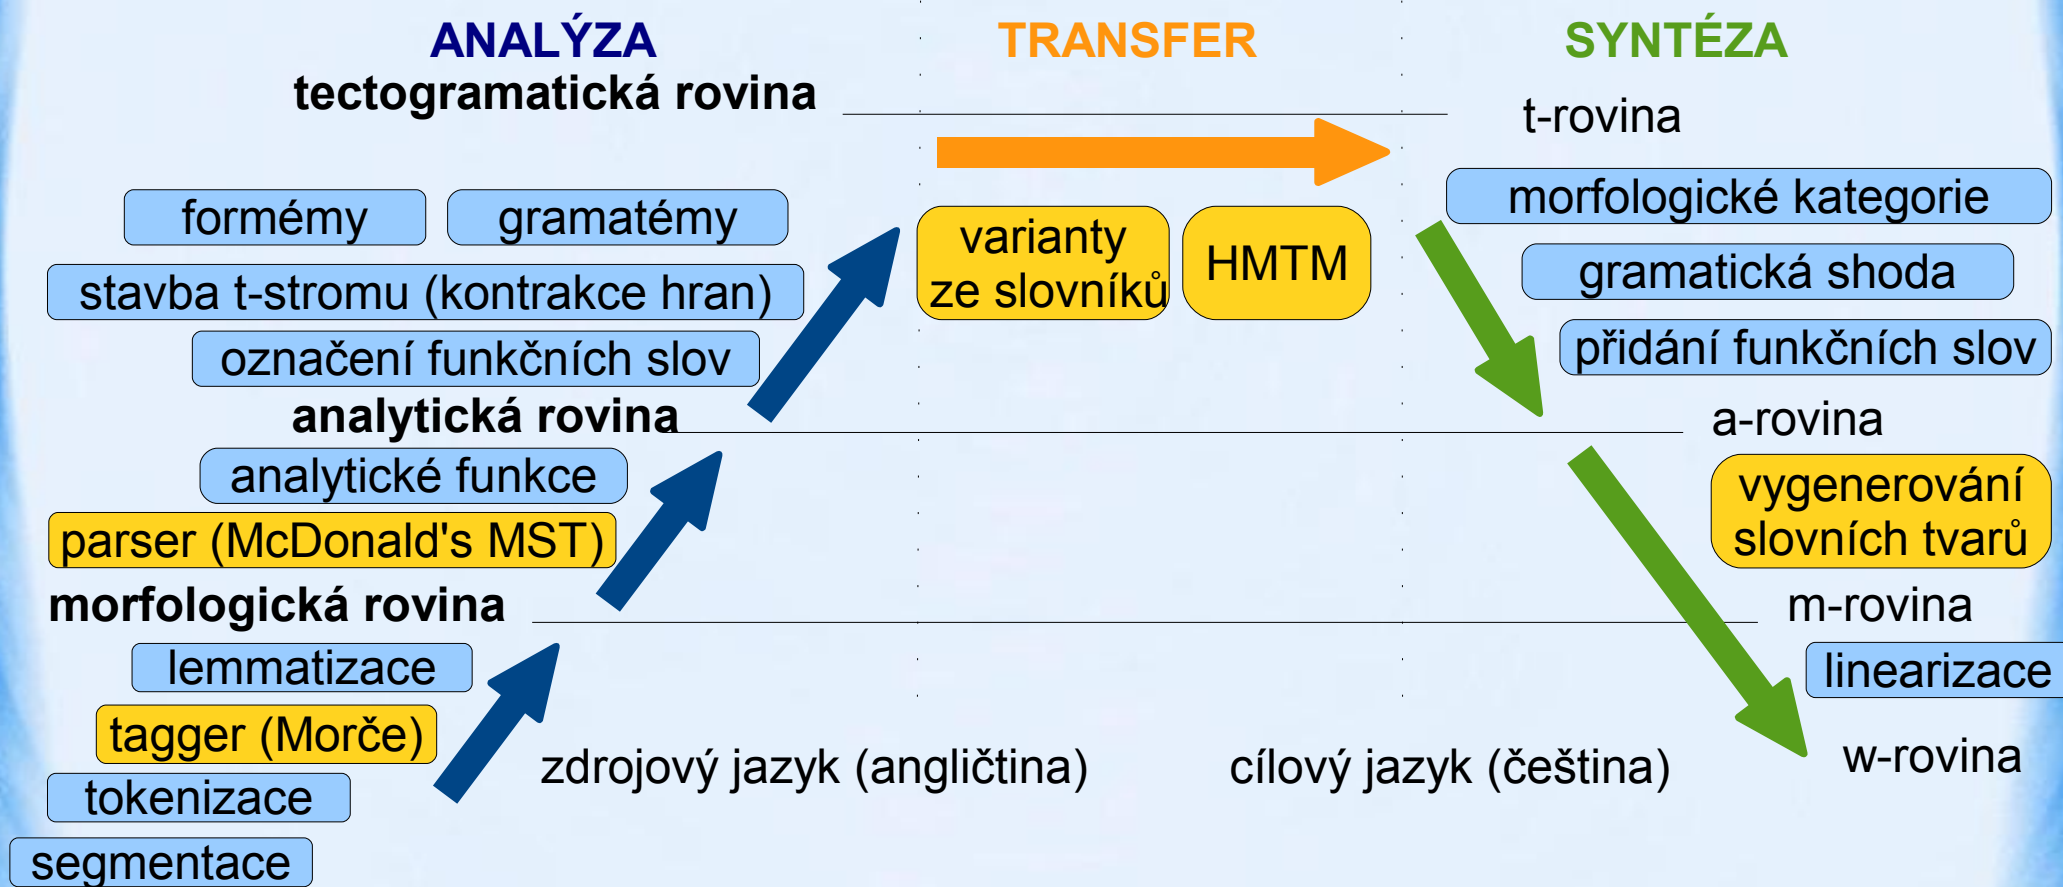 ANALÝZA
TRANSFER
SYNTÉZA
tectogramatická rovina
t-rovina
formémy
gramatémy
varianty
ze slovníků
HMTM
morfologické kategorie
stavba t-stromu (kontrakce hran)
gramatická shoda
označení funkčních slov
přidání funkčních slov
analytická rovina
a-rovina
analytické funkce
vygenerování
slovních tvarů
parser (McDonald's MST)
morfologická rovina
m-rovina
lemmatizace
linearizace
tagger (Morče)
zdrojový jazyk (angličtina)
cílový jazyk (čeština)
w-rovina
tokenizace
segmentace